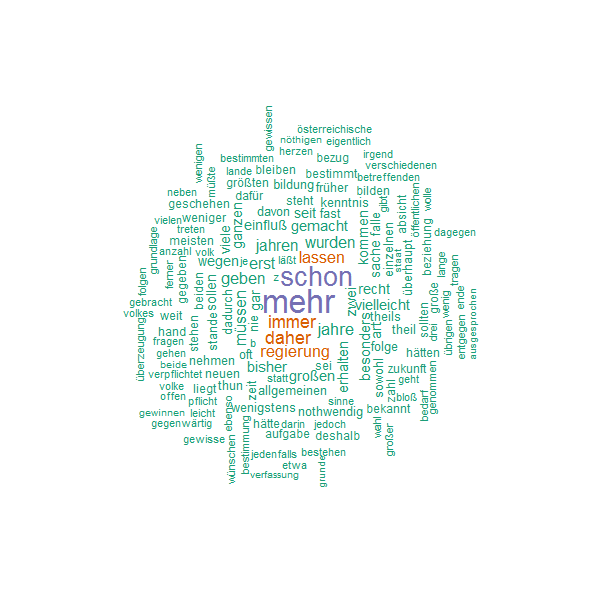 gewissen
österreichische
nöthigen eigentlich
herzen irgend
wenigen bestimmten bezug verschiedenen
müßte lande bleiben bestimmt betreffenden
neben größten bildung früher bilden gibt wolle
geschehen dafür steht kenntnis absicht öffentlichen
vielen weniger davon seit fast falle
treten ganzen einfluß gemacht kommen dagegen
grundlage meisten viele jahren wurden sache einzelnen überhaupt beziehung
anzahl volk wegen je erst läßt lassen staat lange
folgen ferner gegeben geben z schon recht tragen
gebracht beiden sollen mehr zwei vielleicht große wenig ende
volkes weit dadurch müssen nie gar immer jahre art theils sollten drei
hand stehen stande b daher theil übrigen entgegen ausgesprochen
fragen oft regierung besonders folge
überzeugung gehen nehmen bisher sei erhalten hätten
beide neuen statt großen sowohl zukunft genommen
verpflichtet thun zeit zahl geht
volke liegt allgemeinen bloß
offen pflicht sinne bedarf
gewinnen leicht ebenso wenigstens nothwendig bekannt
gegenwärtig hätte darin jedoch wahl
gewisse aufgabe deshalb großer
wünschen bestimmung jedenfalls bestehen
etwa
verfassung grunde